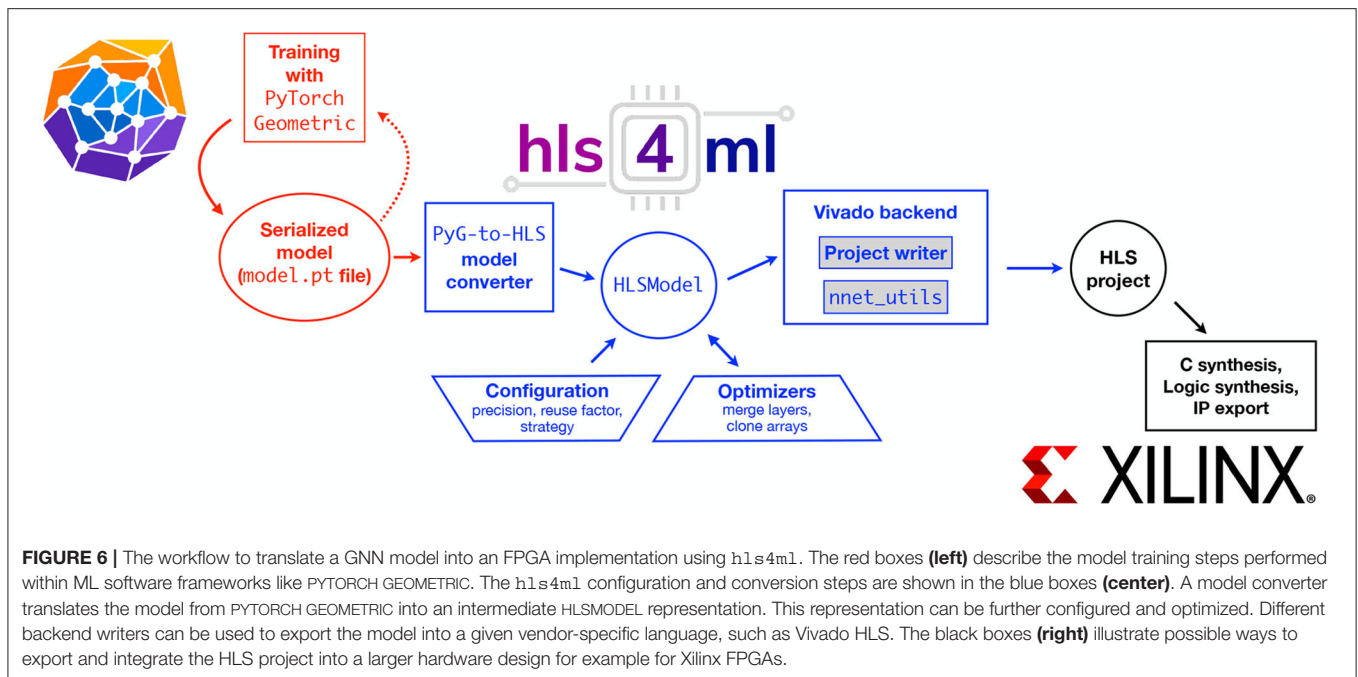 Training
with
PyTorch
Geometric
hls 4 ml
Serialized
model
(model.pt file)
PyG-to-HLS
model
converter
HLSModel
Vivado backend
Project writer
nnet_utils
HLS
project
Configuration
precision, reuse factor,
strategy
Optimizers
merge layers,
clone arrays
C synthesis,
Logic synthesis,
IP export
XILINX®
FIGURE 6 | The workflow to translate a GNN model into an FPGA implementation using hls4ml. The red boxes (left) describe the model training steps performed
within ML software frameworks like PYTORCH GEOMETRIC. The hls4ml configuration and conversion steps are shown in the blue boxes (center). A model converter
translates the model from PYTORCH GEOMETRIC into an intermediate HLSMODEL representation. This representation can be further configured and optimized. Different
backend writers can be used to export the model into a given vendor-specific language, such as Vivado HLS. The black boxes (right) illustrate possible ways to
export and integrate the HLS project into a larger hardware design for example for Xilinx FPGAs.